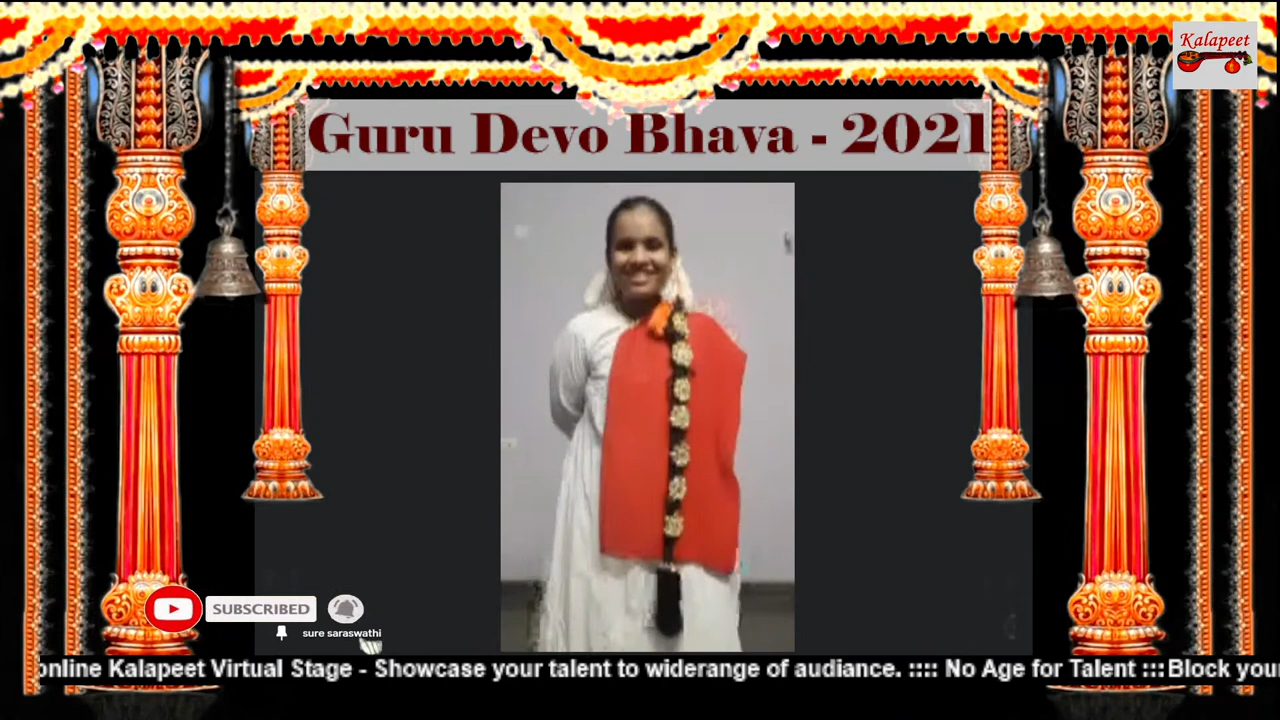 Kalapeet
Guru Devo Bhava - 2021
SUBSCRIBED
sure saraswathi
online Kalapeet Virtual Stage - Showcase your talent to widerange of audiance. :::: No Age for Talent ::: Block your